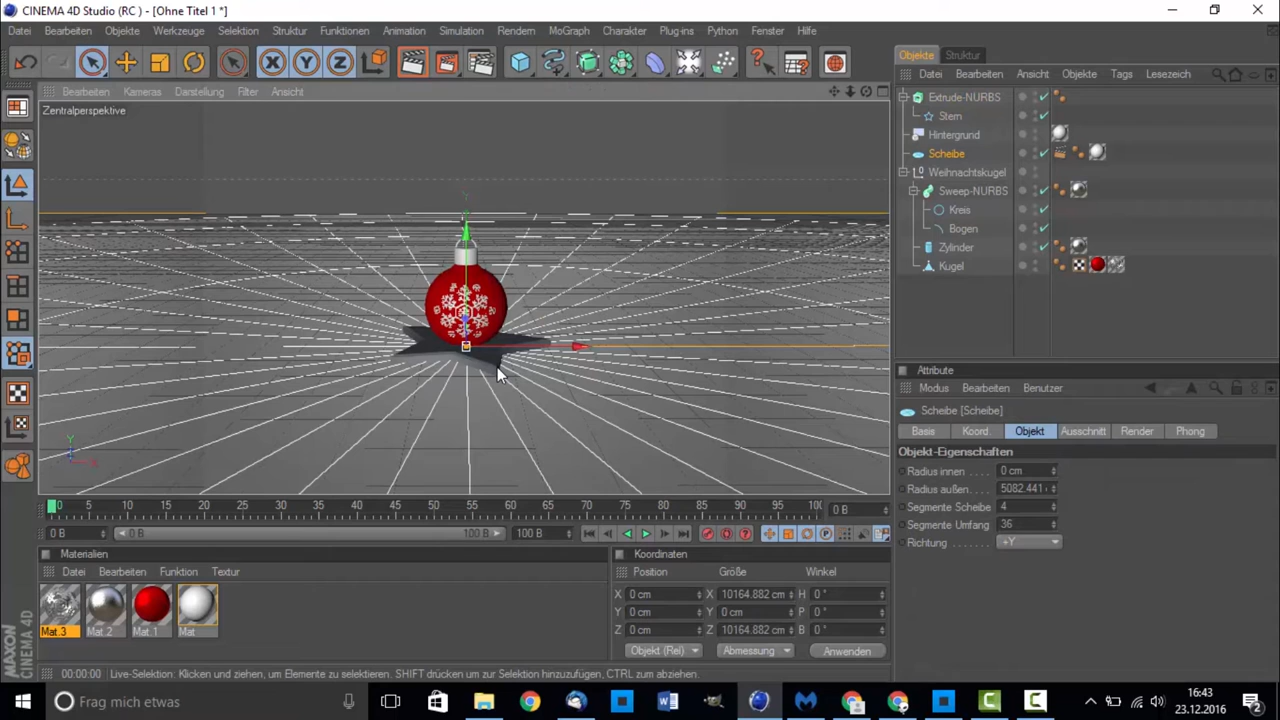 CINEMA 4D Studio (RC) - [Ohne Titel 1 *]
Datei Bearbeiten Objekte Werkzeuge Selektion Struktur Funktionen Animation Simulation Rendern MoGraph Charakter Plug-ins Python Fenster Hilfe
X Y Z
Bearbeiten Kameras Darstellung Filter Ansicht
Zentralperspektive
Y
Y
X
0 5 10 15 20 25 30 35 40 45 50 55 60 65 70 75 80 85 90 95 100 0 B
0 B 0 B 100 B 100 B
Materialien
Datei Bearbeiten Funktion Textur
Mat.3 Mat.2 Mat.1 Mat
Koordinaten
Position Größe Winkel
X 0 cm X 10164.882 cm H 0 °
Y 0 cm Y 0 cm P 0 °
Z 0 cm Z 10164.882 cm B 0 °
Objekt (Rel) Abmessung Anwenden
MAXON
CINEMA 4D
00:00:00 Live-Selektion: Klicken und ziehen, um Elemente zu selektieren. SHIFT drücken um zur Selektion hinzuzufügen, CTRL zum abziehen.
Objekte Struktur
Datei Bearbeiten Ansicht Objekte Tags Lesezeich
Extrude-NURBS
Stern
Hintergrund
Scheibe
Weihnachtskugel
Sweep-NURBS
Kreis
Bogen
Zylinder
Kugel
Attribute
Modus Bearbeiten Benutzer
Scheibe [Scheibe]
Basis Koord. Objekt Ausschnitt Render Phong
Objekt-Eigenschaften
Radius innen . . . . 0 cm
Radius außen . . . 5082.441
Segmente Scheibe 4
Segmente Umfang 36
Richtung . . . . . . . +Y
Frag mich etwas
16:43
23.12.2016
2